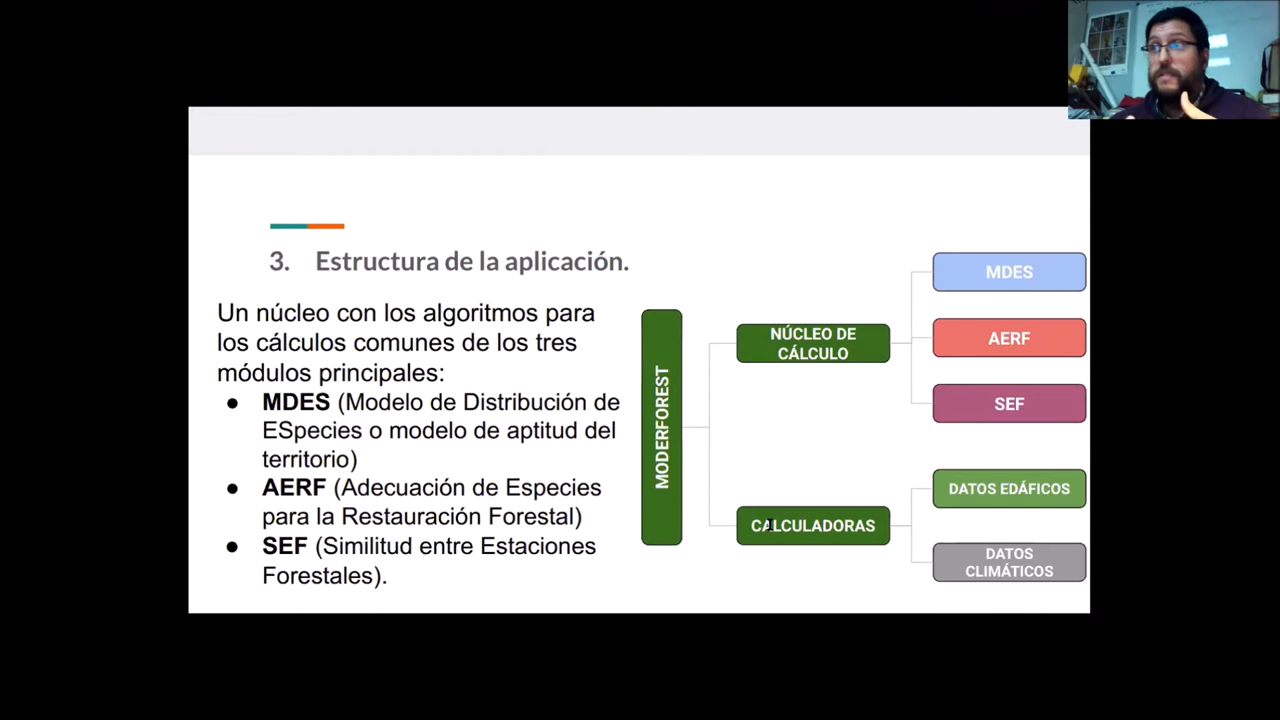 3. Estructura de la aplicación.
Un núcleo con los algoritmos para
los cálculos comunes de los tres
módulos principales:
● MDES (Modelo de Distribución de
ESpecies o modelo de aptitud del
territorio)
● AERF (Adecuación de Especies
para la Restauración Forestal)
● SEF (Similitud entre Estaciones
Forestales).
MODERFOREST
NÚCLEO DE
CÁLCULO
CALCULADORAS
MDES
AERF
SEF
DATOS EDÁFICOS
DATOS
CLIMÁTICOS